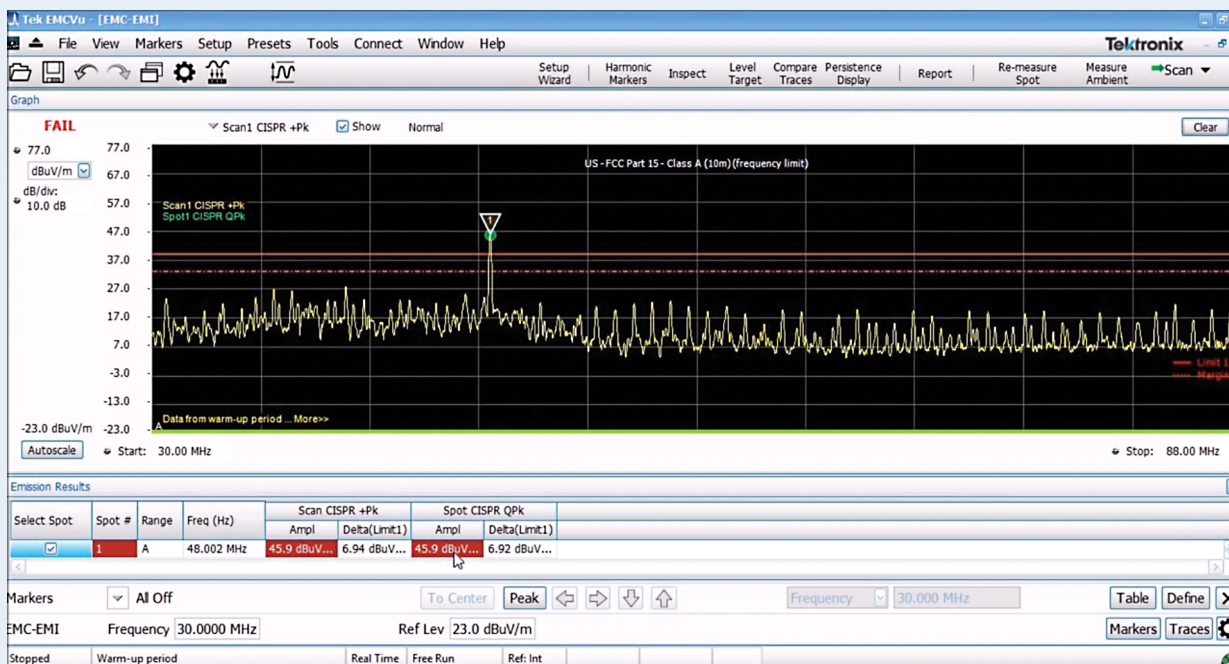 Tek EMCVu - [EMC-EMI]
File View Markers Setup Presets Tools Connect Window Help
Tektronix
Setup Wizard | Harmonic Markers Inspect Level Target Compare Traces Persistence Display | Report | Re-measure Spot Measure Ambient Scan
Graph
FAIL Scan1 CISPR +Pk Show Normal Clear
77.0
dBuV/m
dB/div:
10.0 dB
77.0
67.0
57.0
47.0
37.0
27.0
17.0
7.0
-3.0
-13.0
-23.0
US - FCC Part 15 - Class A (10m)(frequency limit)
Scan1 CISPR +Pk
Spot1 CISPR QPk
1
Limit 1
Margin
Data from warm-up period ... More>>
A
-23.0 dBuV/m
Autoscale Start: 30.00 MHz Stop: 88.00 MHz
Emission Results
Select Spot Spot # Range Freq (Hz) Scan CISPR +Pk Spot CISPR QPk
Ampl Delta(Limit1) Ampl Delta(Limit1)
1 A 48.002 MHz 45.9 dBuV... 6.94 dBuV... 45.9 dBuV... 6.92 dBuV...
Markers All Off To Center Peak Frequency 30.000 MHz Table Define X
EMC-EMI Frequency 30.0000 MHz Ref Lev 23.0 dBuV/m Markers Traces
Stopped Warm-up period Real Time Free Run Ref: Int